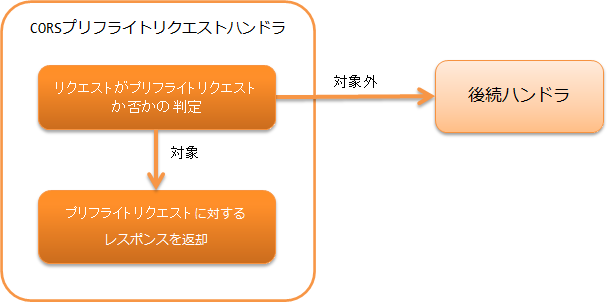 CORSプリフライトリクエストハンドラ
リクエストがプリフライトリクエスト
か否かの判定
対象外
後続ハンドラ
対象
プリフライトリクエストに対する
レスポンスを返却